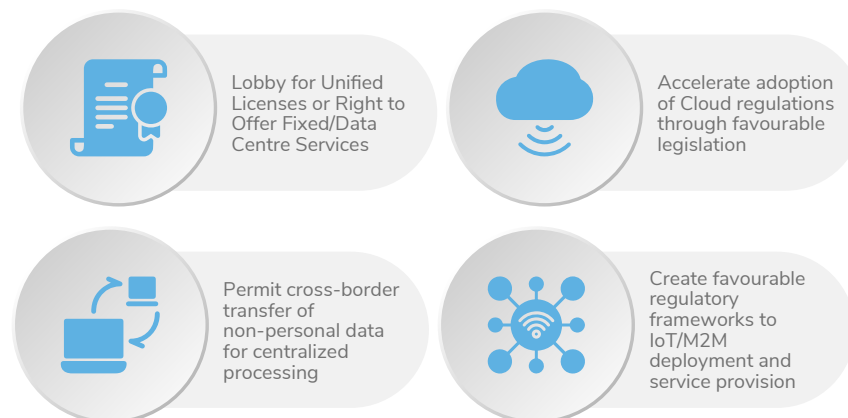 Lobby for Unified
Licenses or Right to
Offer Fixed/Data
Centre Services
Accelerate adoption
of Cloud regulations
through favourable
legislation
Permit cross-border
transfer of
non-personal data
for centralized
processing
Create favourable
regulatory
frameworks to
IoT/M2M
deployment and
service provision